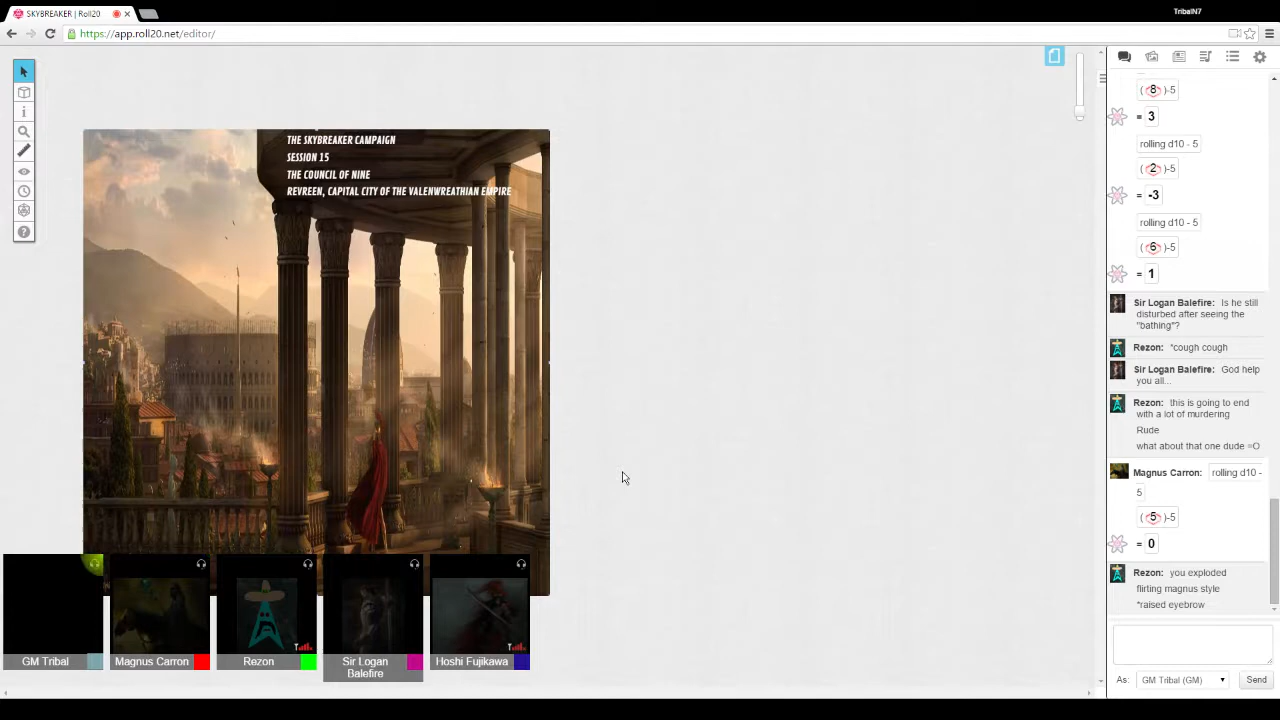 TribalN7
SKYBREAKER | Roll20
https://app.roll20.net/editor/
THE SKYBREAKER CAMPAIGN
SESSION 15
THE COUNCIL OF NINE
REVREEN, CAPITAL CITY OF THE VALENWREATHIAN EMPIRE
(8)-5
= 3
rolling d10 - 5
(2)-5
= -3
rolling d10 - 5
(6)-5
= 1
Sir Logan Balefire: Is he still
disturbed after seeing the
"bathing"?
Rezon: *cough cough
Sir Logan Balefire: God help
you all...
Rezon: this is going to end
with a lot of murdering
Rude
what about that one dude =O
Magnus Carron: rolling d10 -
5
(5)-5
= 0
Rezon: you exploded
flirting magnus style
*raised eyebrow
GM Tribal
Magnus Carron
Rezon
Sir Logan
Balefire
Hoshi Fujikawa
As: GM Tribal (GM)
Send